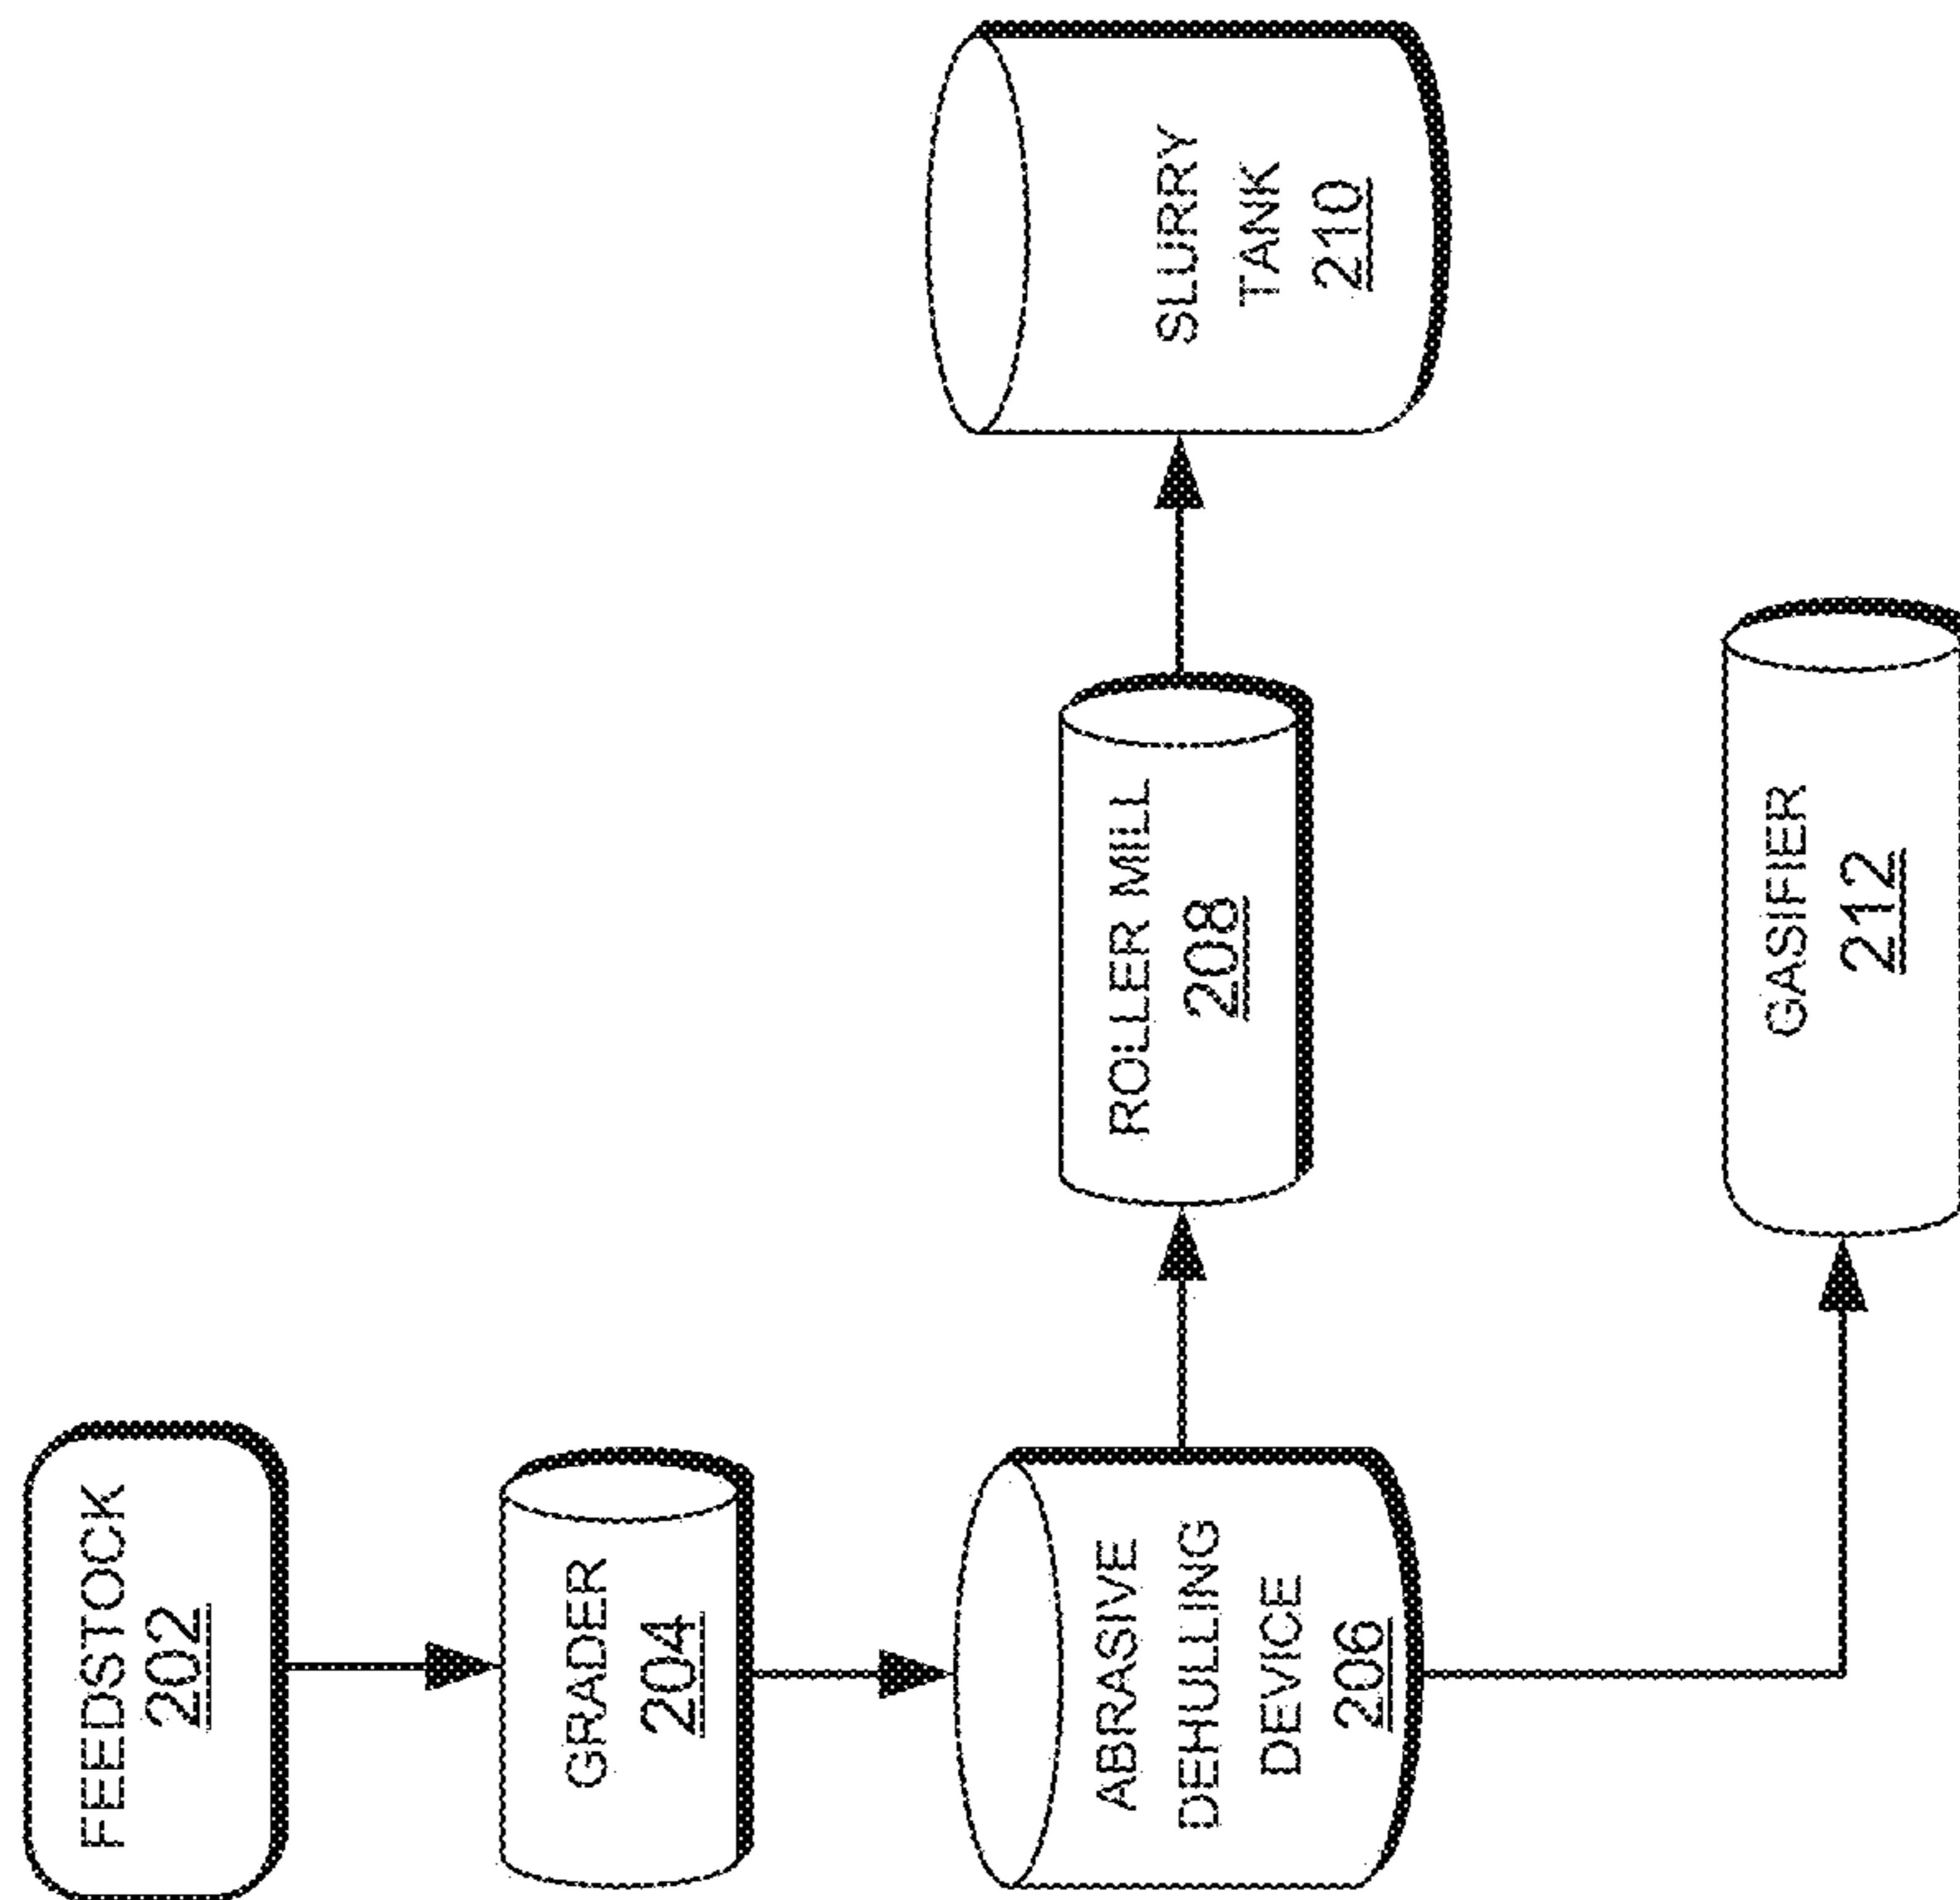 FEEDSTOCK
202
GRADER
204
ABRASIVE
DEHULLING
DEVICE
206
ROLLER MILL
208
SLURRY
TANK
210
GASIFIER
212